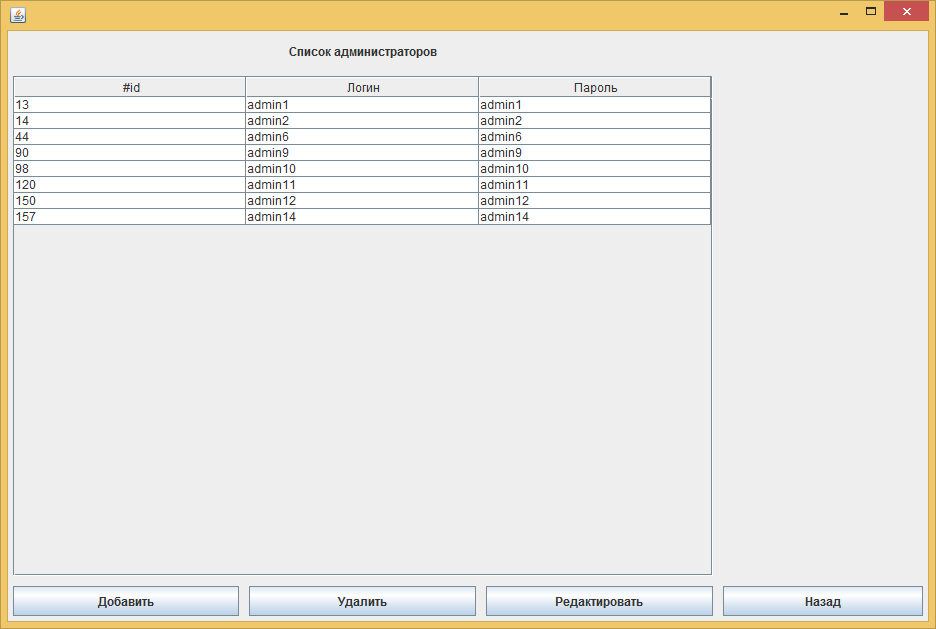 Список администраторов
#id Логин Пароль
13 admin1 admin1
14 admin2 admin2
44 admin6 admin6
90 admin9 admin9
98 admin10 admin10
120 admin11 admin11
150 admin12 admin12
157 admin14 admin14
Добавить Удалить Редактировать Назад